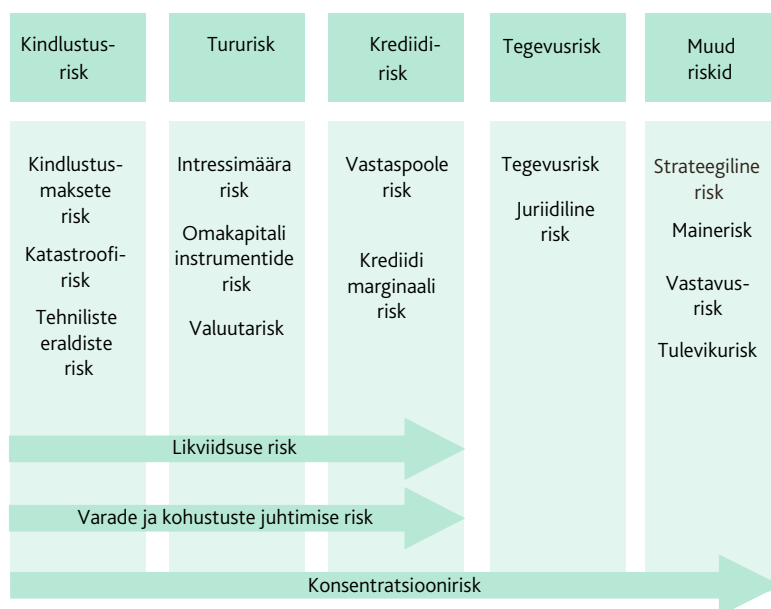 Kindlustus-
risk
Tururisk
Krediidi-
risk
Tegevusrisk
Muud
riskid
Kindlustus-
maksete
risk
Katastroofi-
risk
Tehniliste
eraldiste
risk
Intressimäära
risk
Omakapitali
instrumentide
risk
Valuutarisk
Vastaspoole
risk
Krediidi
marginaali
risk
Tegevusrisk
Juriidiline
risk
Strateegiline
risk
Mainerisk
Vastavus-
risk
Tulevikurisk
Likviidsuse risk
Varade ja kohustuste juhtimise risk
Konsentratsioonirisk